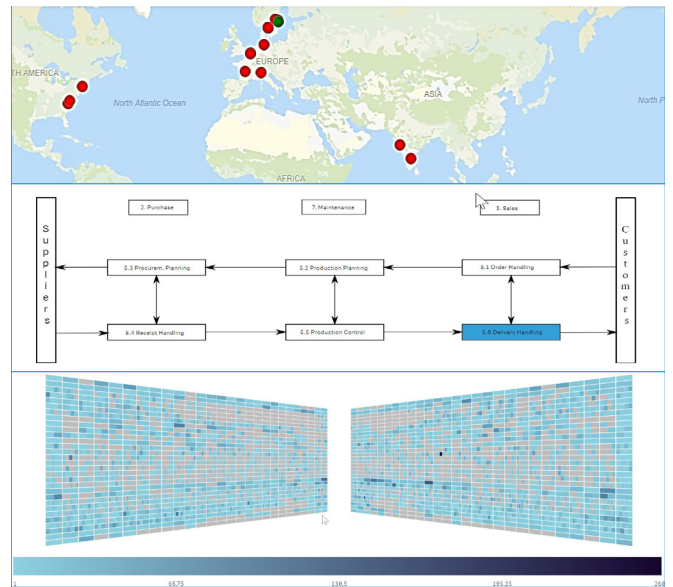 TH AMERICA
EUROPE
North Atlantic Ocean
ASIA
North P
AFRICA
2. Purchase
7. Maintenance
3. Sales
Suppliers
Customers
5.3 Procurem. Planning
5.2 Production Planning
5.1 Order Handling
5.4 Receipt Handling
5.5 Production Control
5.6 Delivery Handling
1
65.75
130.5
195.25
260